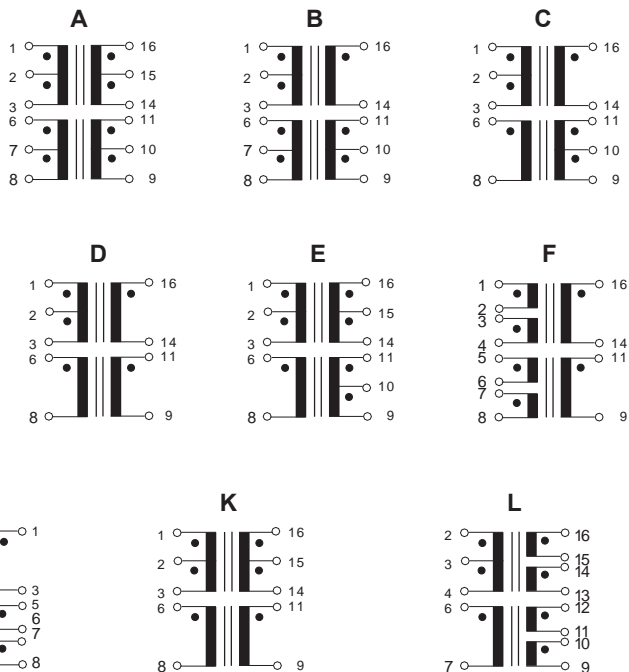 A B C
1 16 1 16 1 16
2 15 2 2
3 14 3 14 3 14
6 11 6 11 6 11
7 10 7 10 10
8 9 8 9 8 9
D E F
1 16 1 16 1 16
2 2 15 2
3
3 14 3 14 4 14
6 11 6 11 5 11
10 6
7
8 9 8 9 8 9
K L
1 1 16 2 16
2 15 3 15
14
3 3 14 4 13
5 6 11 6 12
6
7 11
10
8 8 9 7 9